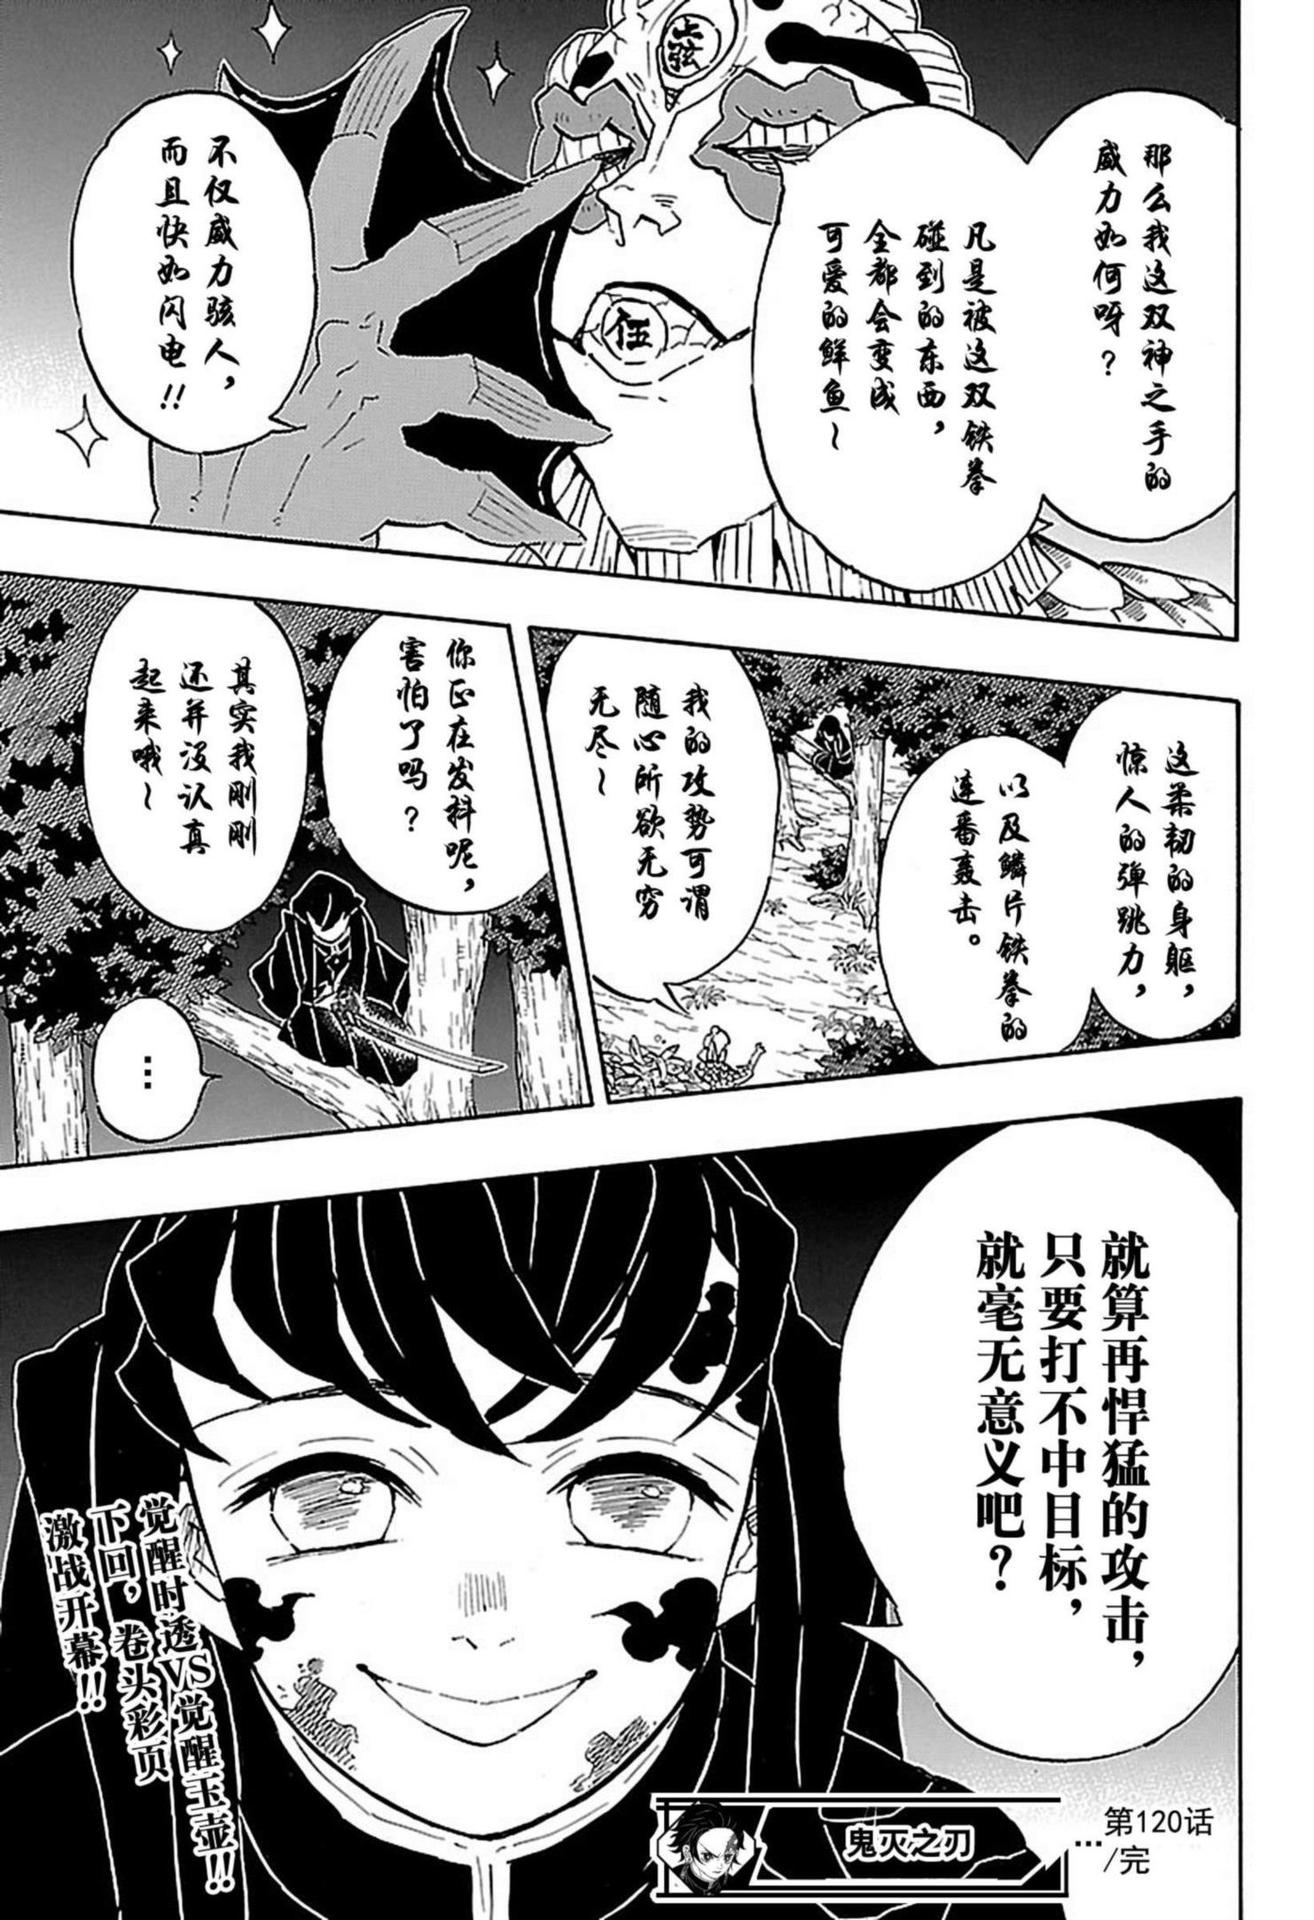 那么我这双神之手的
威力如何呀？
凡是被这双铁拳
碰到的东西，
全都会变成
可爱的鲜鱼～
上弦
伍
不仅威力骇人，
而且快如闪电!!
这柔韧的身躯，
惊人的弹跳力，
以及鳞片铁拳的
连番轰击。
我的攻势可谓
随心所欲无穷
无尽～
你正在发抖呢，
害怕了吗？
其实我刚刚
还并没认真
起来哦～
…
就算再悍猛的攻击，
只要打不中目标，
就毫无意义吧？
觉醒时透VS觉醒玉壶!!
下回，卷头彩页
激战开幕!!
鬼灭之刃
…第120话
/完